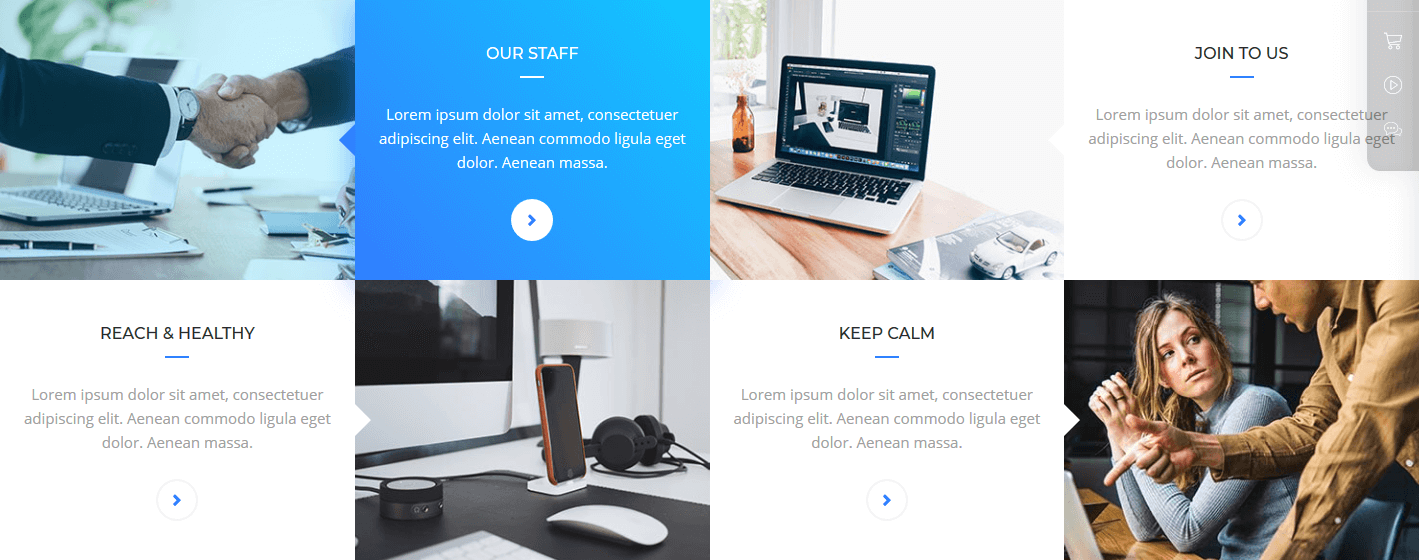 OUR STAFF
Lorem ipsum dolor sit amet, consectetuer
adipiscing elit. Aenean commodo ligula eget
dolor. Aenean massa.
JOIN TO US
Lorem ipsum dolor sit amet, consectetuer
adipiscing elit. Aenean commodo ligula eget
dolor. Aenean massa.
REACH & HEALTHY
Lorem ipsum dolor sit amet, consectetuer
adipiscing elit. Aenean commodo ligula eget
dolor. Aenean massa.
KEEP CALM
Lorem ipsum dolor sit amet, consectetuer
adipiscing elit. Aenean commodo ligula eget
dolor. Aenean massa.